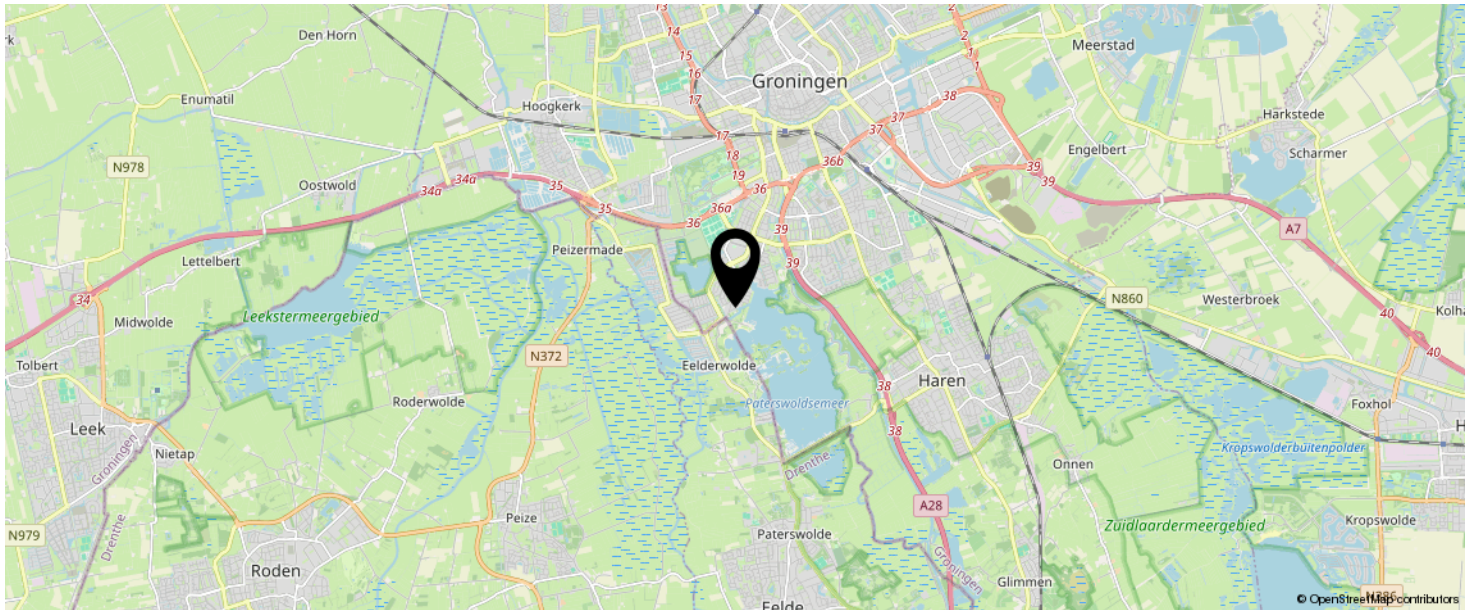 13
2
Den Horn
14
Meerstad
1
15
1
16
Groningen
Enumatil
Hoogkerk
17
38
37
Harkstede
17
37
Engelbert
Scharmer
18
36b
N978
39
19
Oostwold
34a
34a
35
36
39
35
36a
36
39
A7
Peizermade
Lettelbert
39
34
N860
Westerbroek
Midwolde
Leekstermeergebied
40
Kolha
N372
40
Tolbert
Eelderwolde
Haren
38
Roderwolde
Paterswoldsemeer
Foxhol
Leek
38
H
Groningen
Nietap
Kropswolderbuitenpolder
Drenthe
Onnen
A28
Peize
Zuidlaardermeergebied
Kropswolde
N979
Drenthe
Paterswolde
Roden
Groningen
Glimmen
N386
Eelde
© OpenStreetMap contributors